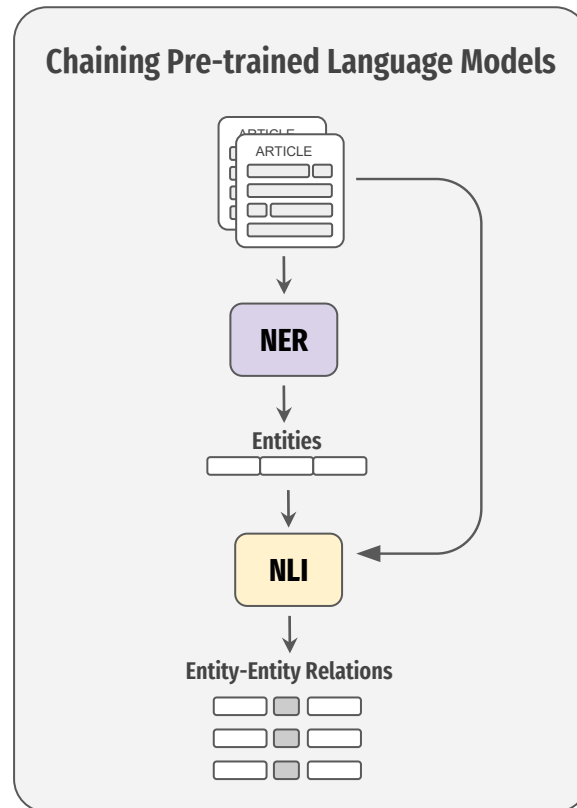 Chaining Pre-trained Language Models
ARTICLE
ARTICLE
NER
Entities
NLI
Entity-Entity Relations